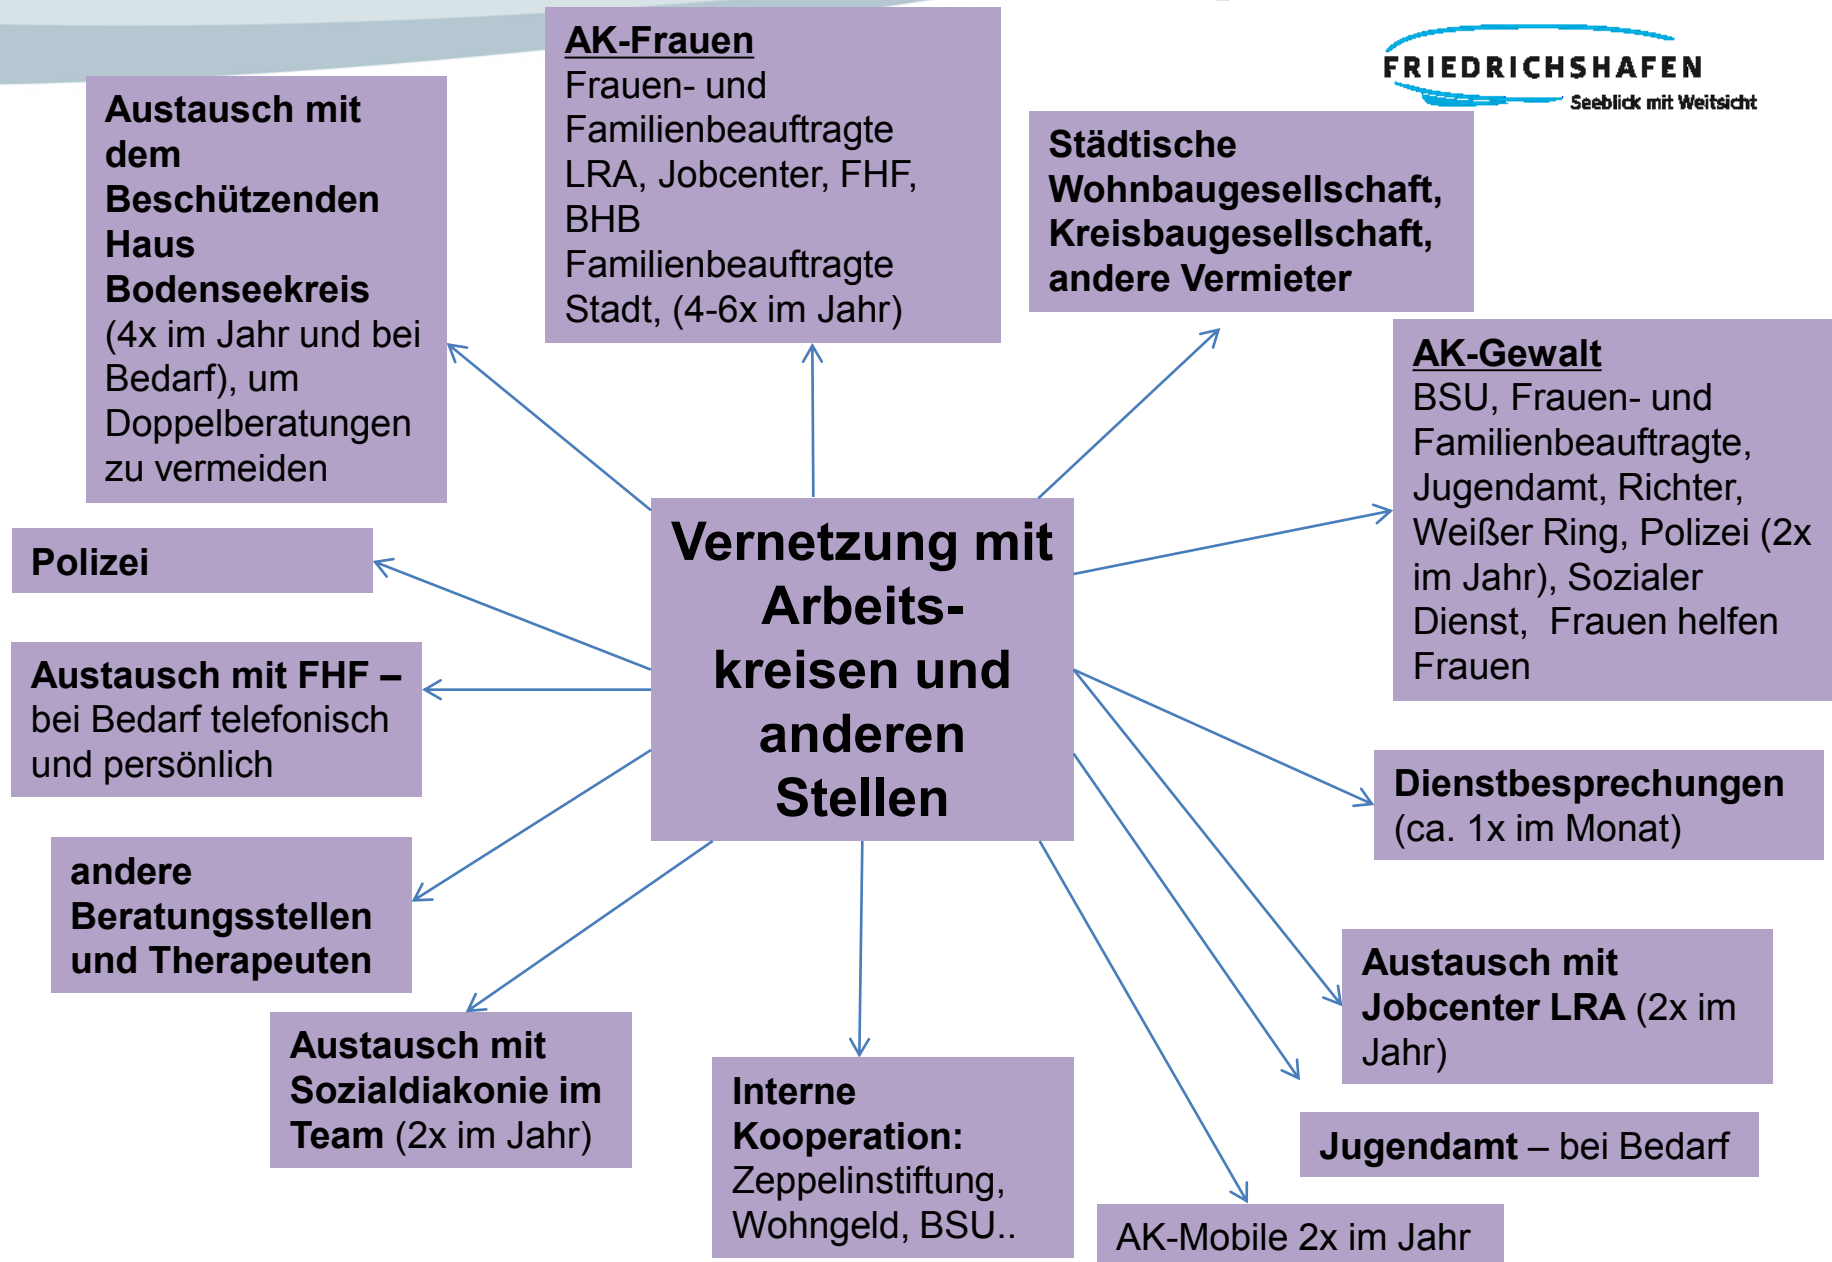 AK-Frauen
Frauen- und
Familienbeauftragte
LRA, Jobcenter, FHF,
BHB
Familienbeauftragte
Stadt, (4-6x im Jahr)
FRIEDRICHSHAFEN
Seeblick mit Weitsicht
Austausch mit
dem
Beschützenden
Haus
Bodenseekreis
(4x im Jahr und bei
Bedarf), um
Doppelberatungen
zu vermeiden
Städtische
Wohnbaugesellschaft,
Kreisbaugesellschaft,
andere Vermieter
AK-Gewalt
BSU, Frauen- und
Familienbeauftragte,
Jugendamt, Richter,
Weißer Ring, Polizei (2x
im Jahr), Sozialer
Dienst,  Frauen helfen
Frauen
Vernetzung mit
Arbeits-
kreisen und
anderen
Stellen
Polizei
Austausch mit FHF –
bei Bedarf telefonisch
und persönlich
Dienstbesprechungen
(ca. 1x im Monat)
andere
Beratungsstellen
und Therapeuten
Austausch mit
Jobcenter LRA (2x im
Jahr)
Austausch mit
Sozialdiakonie im
Team (2x im Jahr)
Interne
Kooperation:
Zeppelinstiftung,
Wohngeld, BSU..
Jugendamt – bei Bedarf
AK-Mobile 2x im Jahr